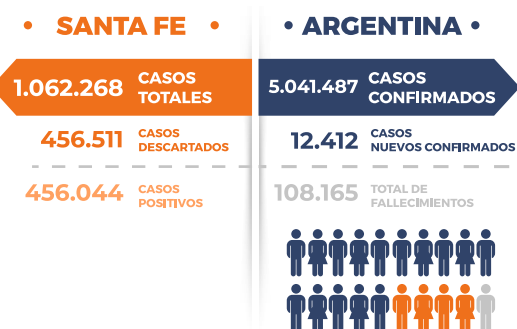 • SANTA FE •
1.062.268 CASOS
TOTALES
456.511 CASOS
DESCARTADOS
456.044 CASOS
POSITIVOS
• ARGENTINA •
5.041.487 CASOS
CONFIRMADOS
12.412 CASOS
NUEVOS CONFIRMADOS
108.165 TOTAL DE
FALLECIMIENTOS